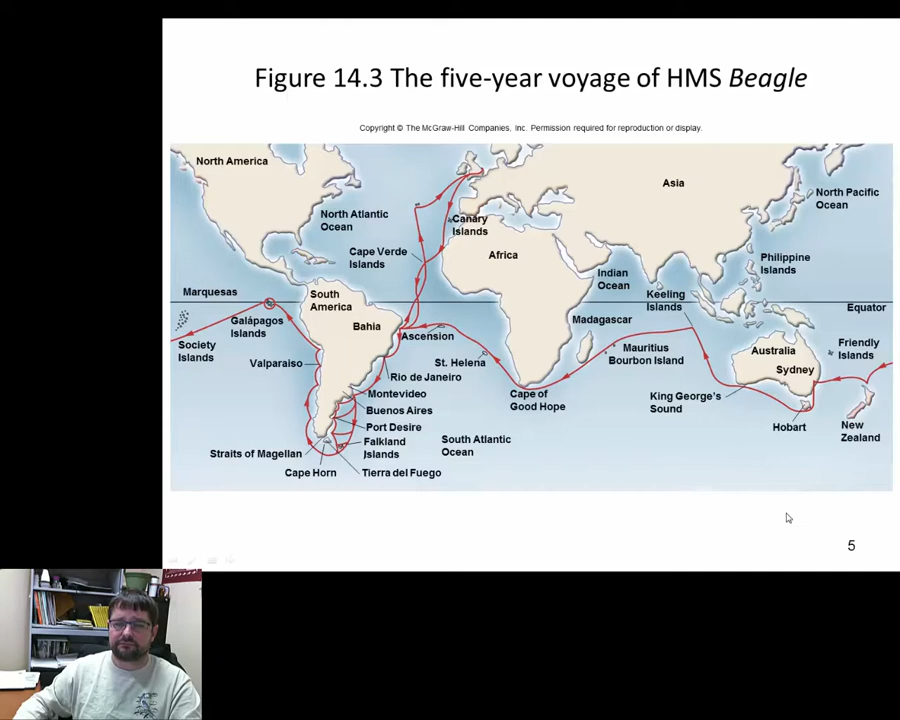 Figure 14.3 The five-year voyage of HMS Beagle
Copyright © The McGraw-Hill Companies, Inc. Permission required for reproduction or display.
North America
Asia
North Pacific
Ocean
North Atlantic
Ocean
Canary
Islands
Cape Verde
Islands
Africa
Philippine
Islands
Indian
Ocean
Marquesas
South
America
Keeling
Islands
Equator
Galápagos
Islands
Bahia
Madagascar
Society
Islands
Ascension
Mauritius
Bourbon Island
Friendly
Islands
Australia
Valparaiso
St. Helena
Sydney
Rio de Janeiro
Montevideo
Cape of
Good Hope
King George's
Sound
Buenos Aires
Port Desire
Hobart
New
Zealand
Falkland
Islands
South Atlantic
Ocean
Straits of Magellan
Cape Horn
Tierra del Fuego
5